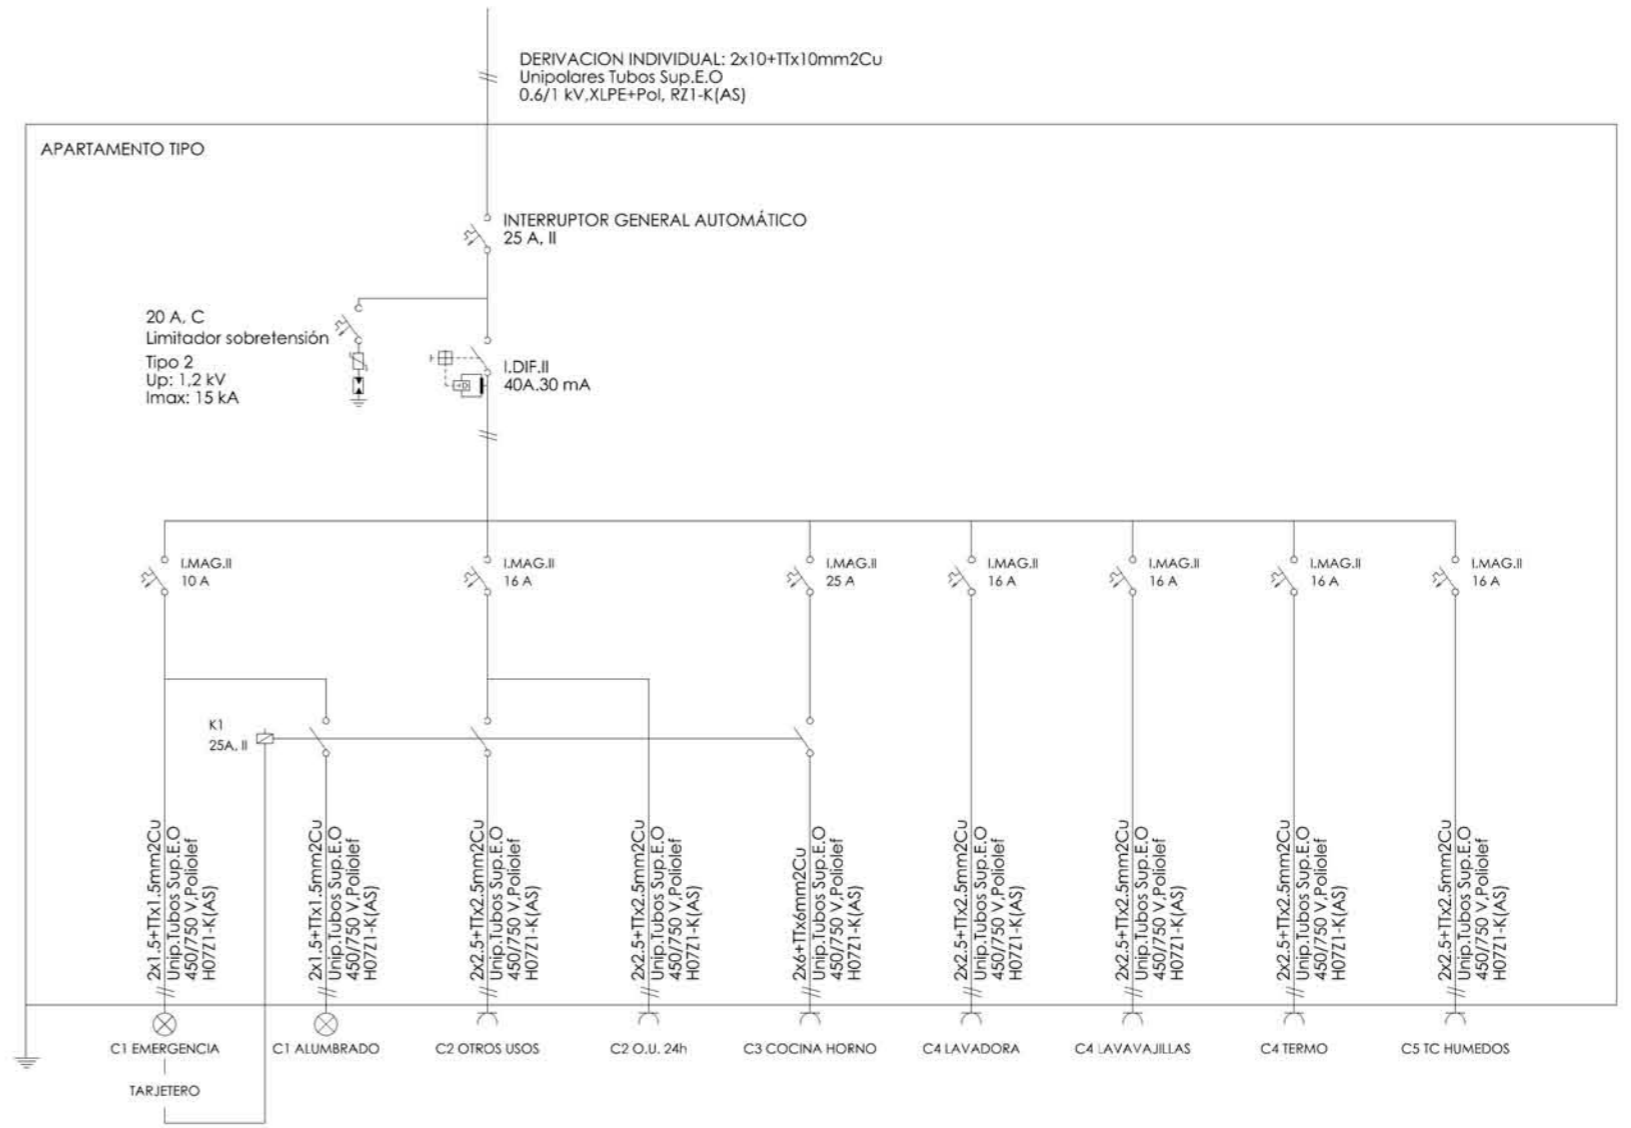 DERIVACION INDIVIDUAL: 2x10+TTx10mm2Cu
Unipolares Tubos Sup.E.O
0.6/1 kV,XLPE+Pol, RZ1-K(AS)
APARTAMENTO TIPO
INTERRUPTOR GENERAL AUTOMÁTICO
25 A, II
20 A, C
Limitador sobretensión
Tipo 2
Up: 1,2 kV
Imax: 15 kA
I.DIF.II
40A.30 mA
I.MAG.II
10 A
I.MAG.II
16 A
I.MAG.II
25 A
I.MAG.II
16 A
I.MAG.II
16 A
I.MAG.II
16 A
I.MAG.II
16 A
K1
25A, II
2x1.5+TTx1.5mm2Cu
Unip.Tubos Sup.E.O
450/750 V,Poliolef
H07Z1-K(AS)
2x1.5+TTx1.5mm2Cu
Unip.Tubos Sup.E.O
450/750 V,Poliolef
H07Z1-K(AS)
2x2.5+TTx2.5mm2Cu
Unip.Tubos Sup.E.O
450/750 V,Poliolef
H07Z1-K(AS)
2x2.5+TTx2.5mm2Cu
Unip.Tubos Sup.E.O
450/750 V,Poliolef
H07Z1-K(AS)
2x6+TTx6mm2Cu
Unip.Tubos Sup.E.O
450/750 V,Poliolef
H07Z1-K(AS)
2x2.5+TTx2.5mm2Cu
Unip.Tubos Sup.E.O
450/750 V,Poliolef
H07Z1-K(AS)
2x2.5+TTx2.5mm2Cu
Unip.Tubos Sup.E.O
450/750 V,Poliolef
H07Z1-K(AS)
2x2.5+TTx2.5mm2Cu
Unip.Tubos Sup.E.O
450/750 V,Poliolef
H07Z1-K(AS)
2x2.5+TTx2.5mm2Cu
Unip.Tubos Sup.E.O
450/750 V,Poliolef
H07Z1-K(AS)
C1 EMERGENCIA
C1 ALUMBRADO
C2 OTROS USOS
C2 O.U. 24h
C3 COCINA HORNO
C4 LAVADORA
C4 LAVAVAJILLAS
C4 TERMO
C5 TC HUMEDOS
TARJETERO